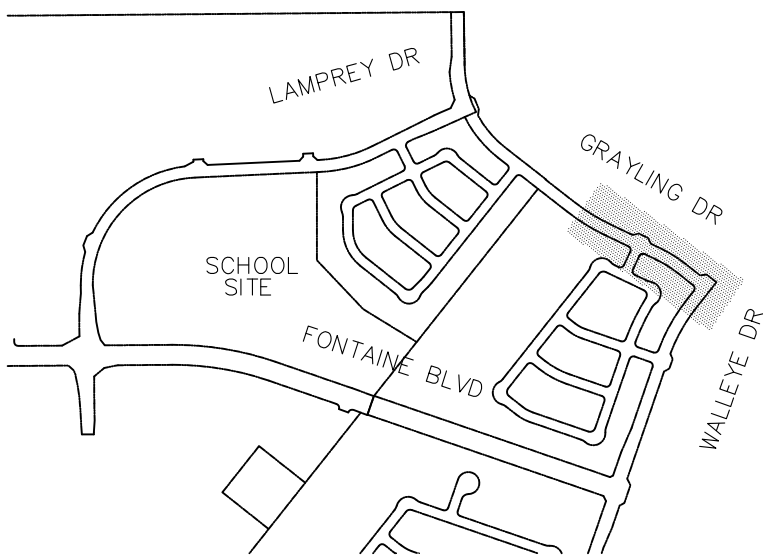 LAMPREY DR
GRAYLING DR
SCHOOL
SITE
FONTAINE BLVD
WALLEYE DR